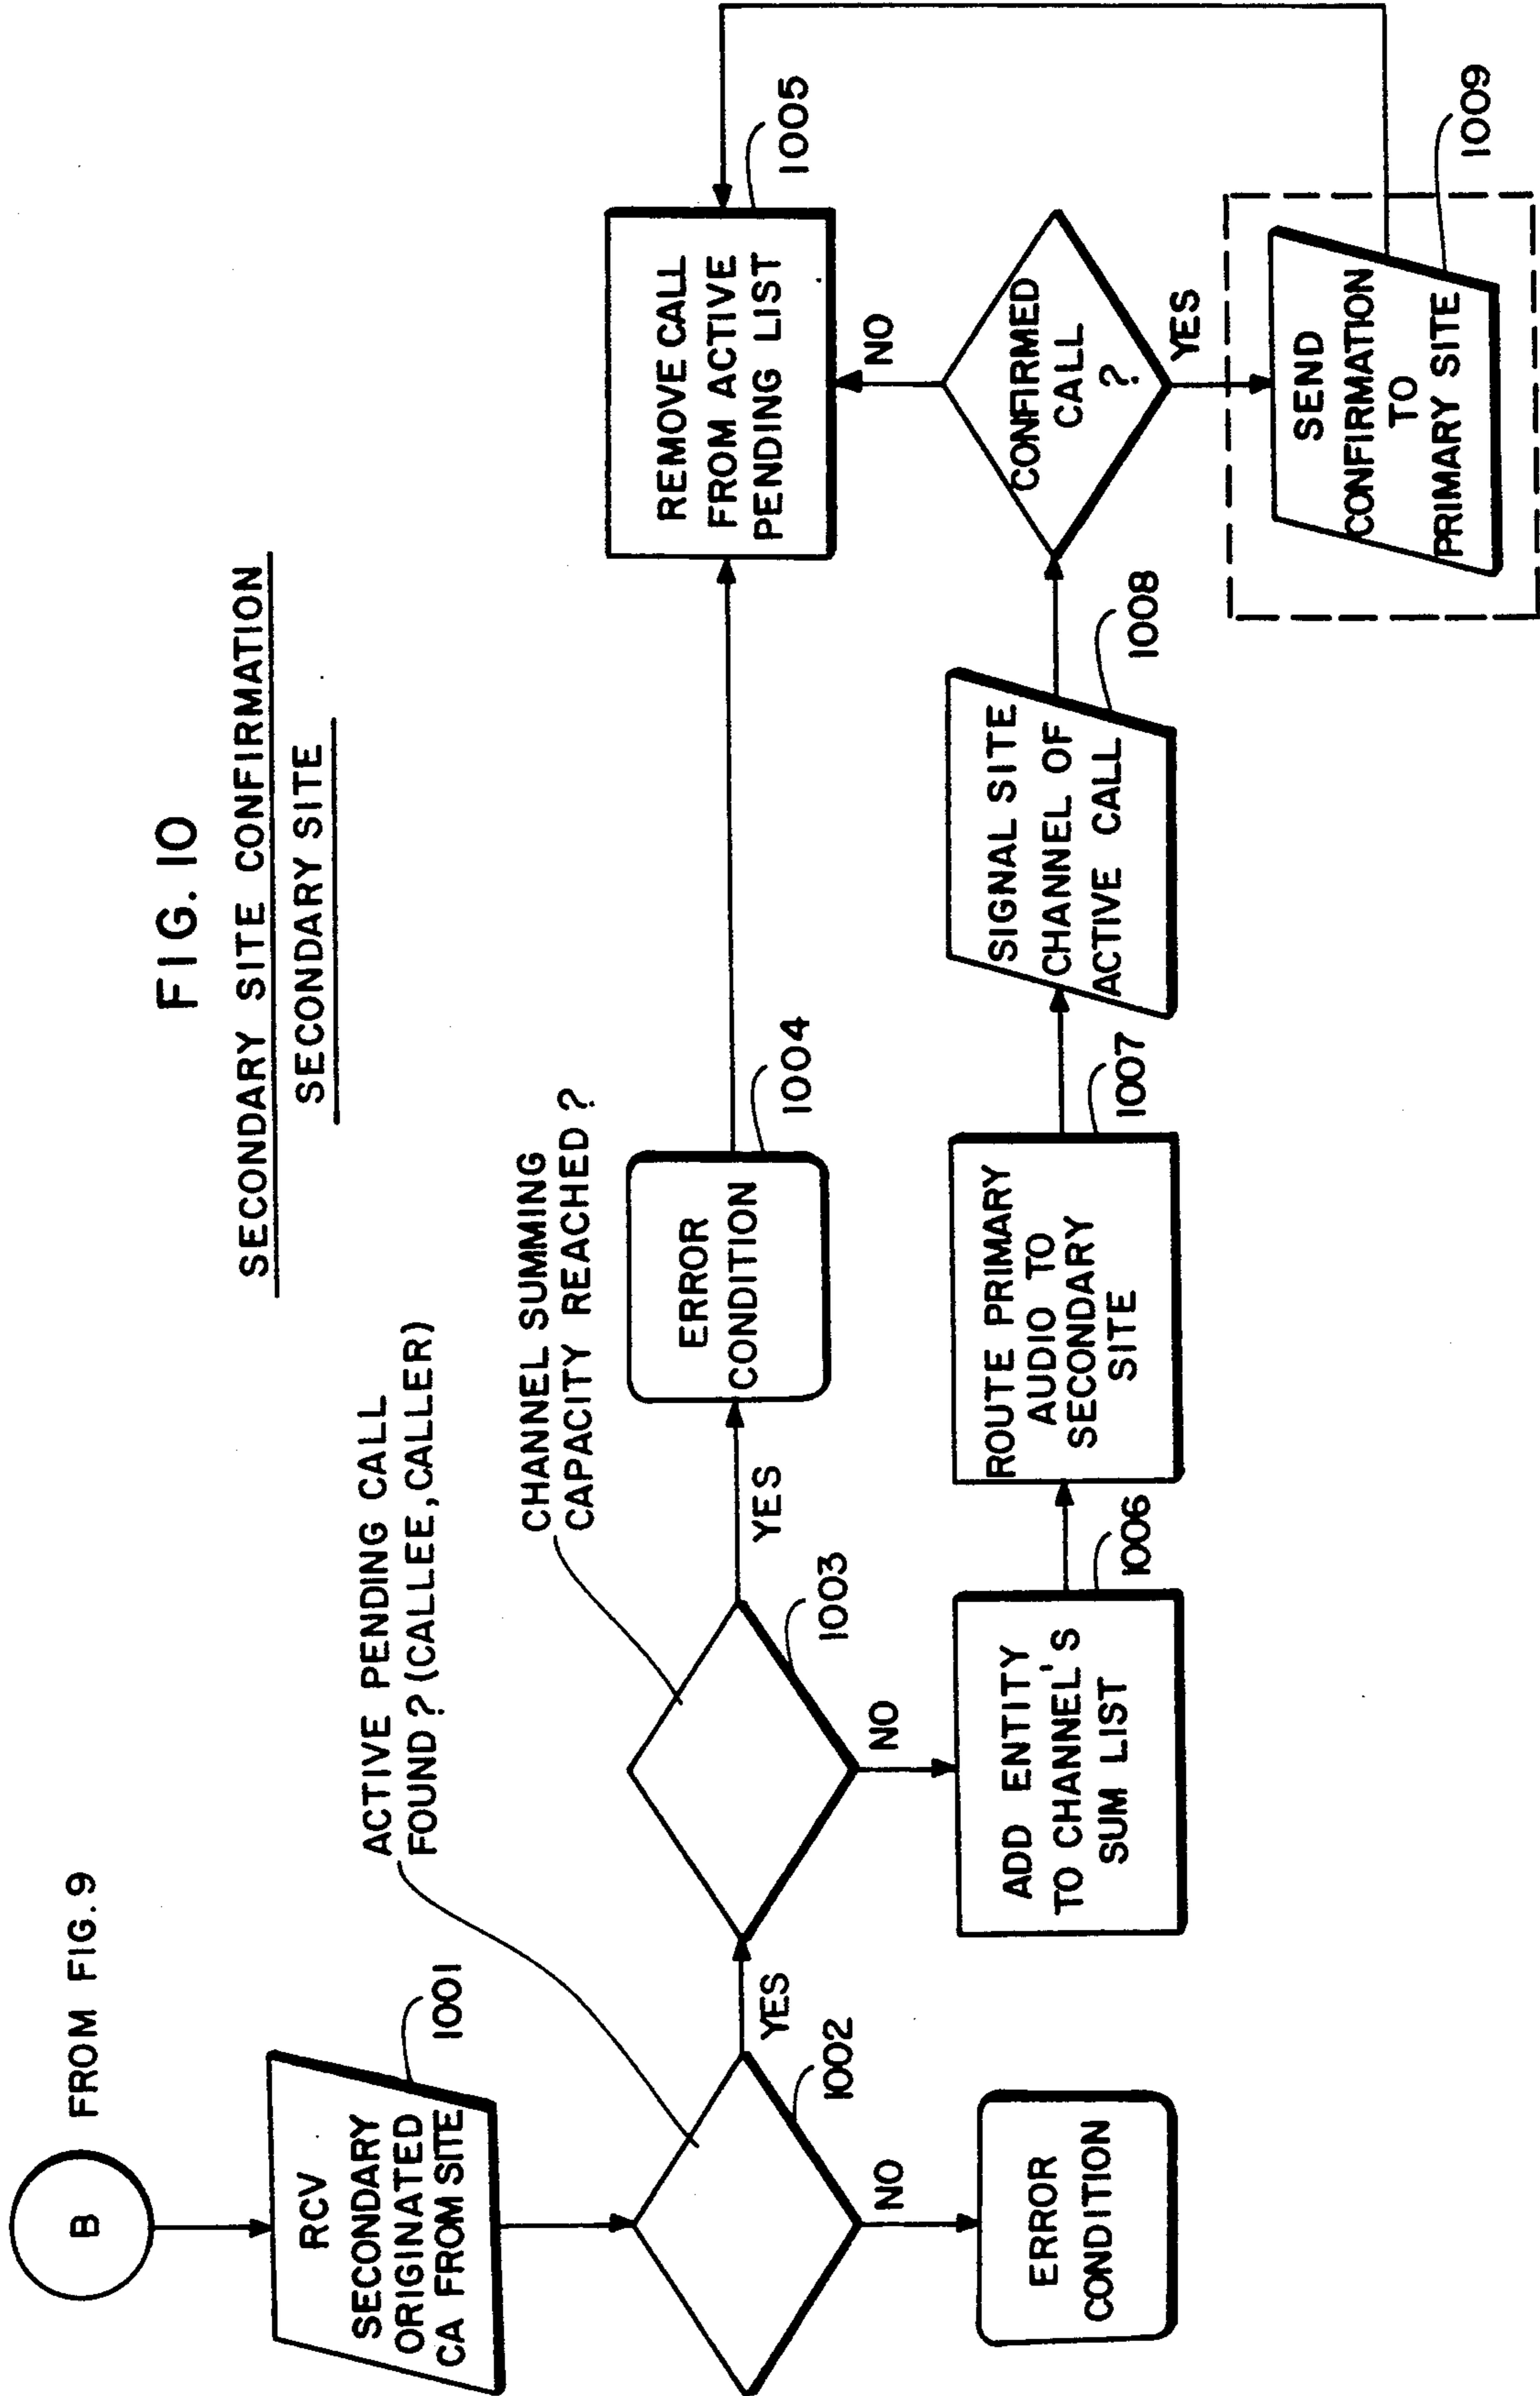 FIG. 10
SECONDARY SITE CONFIRMATION
SECONDARY SITE
B
FROM FIG. 9
RCV
SECONDARY
ORIGINATED
CA FROM SITE
1001
ACTIVE PENDING CALL
FOUND? (CALLEE, CALLER)
1002
YES
NO
ERROR
CONDITION
CHANNEL SUMMING
CAPACITY REACHED?
1003
YES
NO
ERROR
CONDITION
1004
REMOVE CALL
FROM ACTIVE
PENDING LIST
1005
ADD ENTITY
TO CHANNEL'S
SUM LIST
1006
ROUTE PRIMARY
AUDIO TO
SECONDARY
SITE
1007
SIGNAL SITE
CHANNEL OF
ACTIVE CALL
1008
CONFIRMED
CALL
?
NO
YES
SEND
CONFIRMATION
TO
PRIMARY SITE
1009